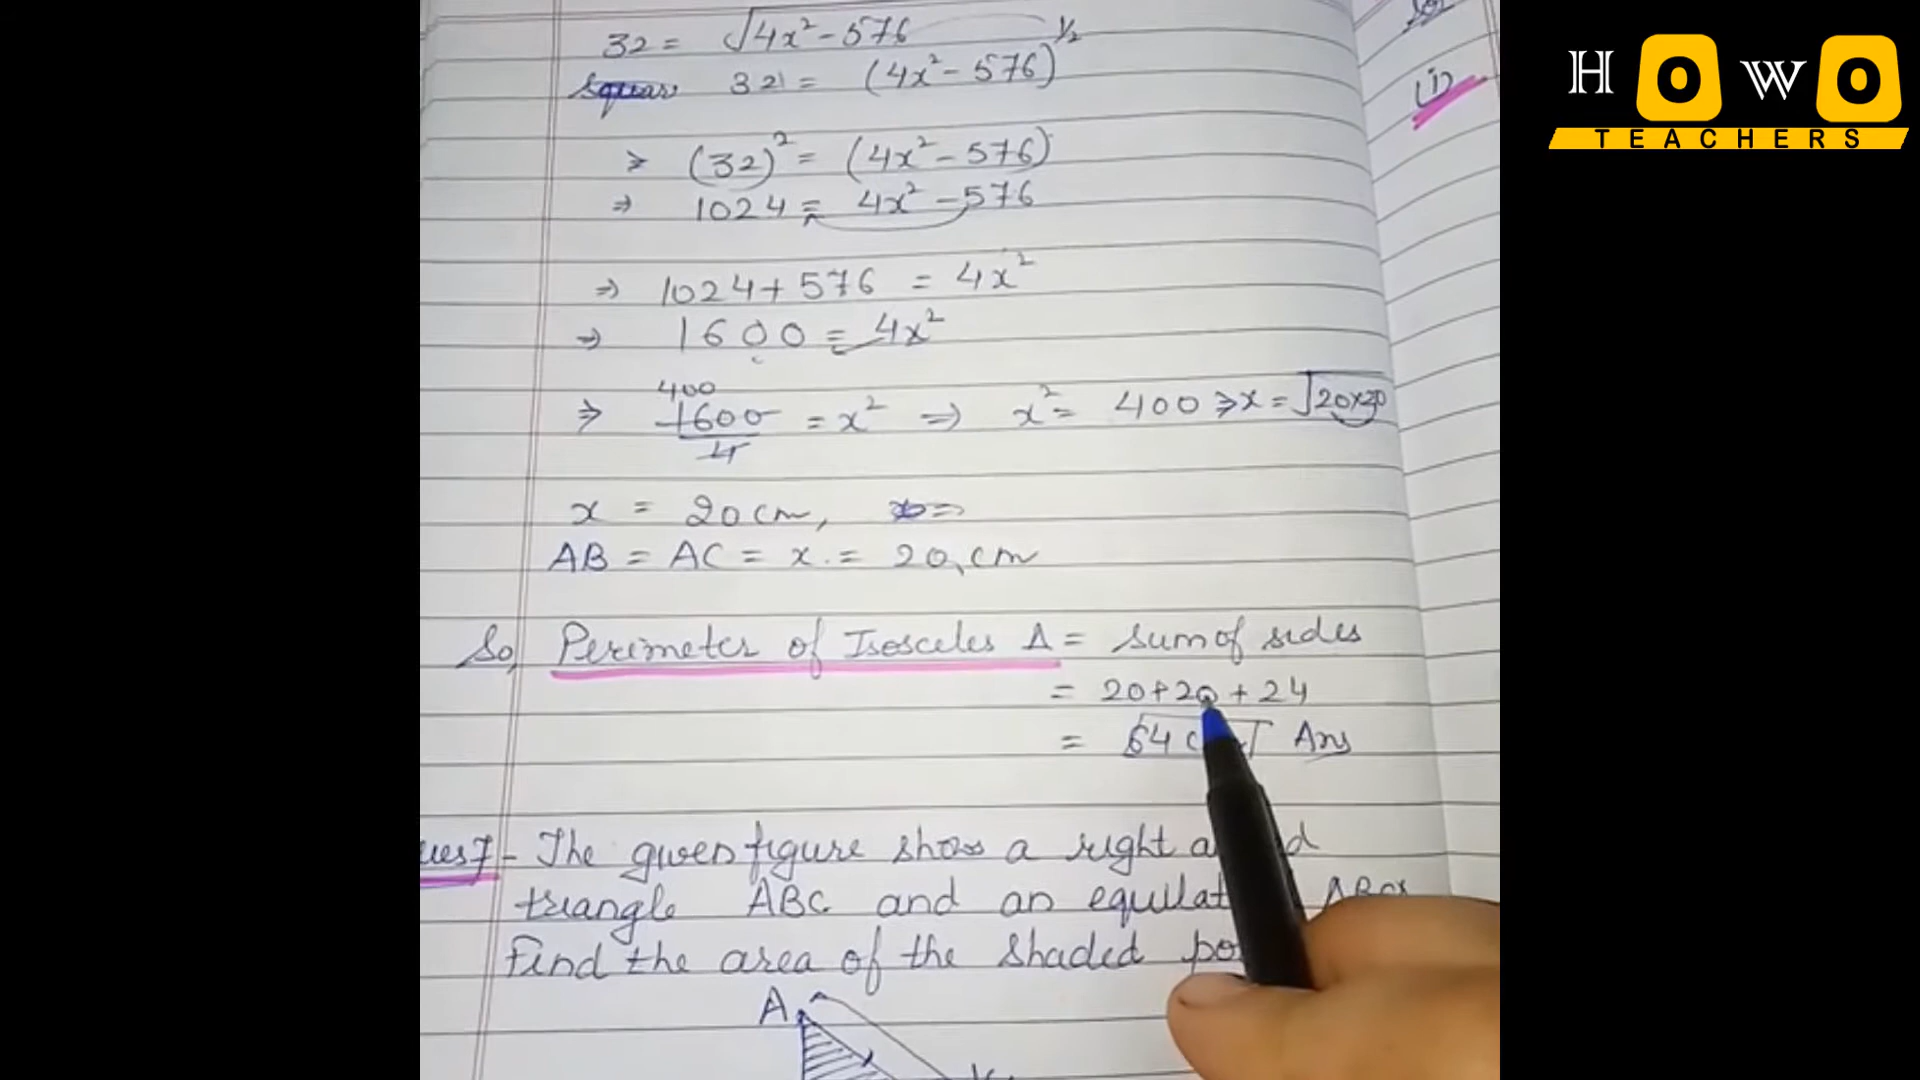 32 = √4x² - 576
Square 32 = (4x² - 576)^1/2
⇒ (32)² = (4x² - 576)
⇒ 1024 = 4x² - 576
⇒ 1024 + 576 = 4x²
⇒ 1600 = 4x²
400
⇒ 1600/4 = x² ⇒ x² = 400 ⇒ x = √20×20
x = 20 cm,
AB = AC = x = 20 cm
So, Perimeter of Isosceles Δ = sum of sides
= 20 + 20 + 24
= 64 Ans
ues 7 - The given figure shows a right
triangle ABC and an
Find the area of the shaded
A
(i)
HOWO
TEACHERS